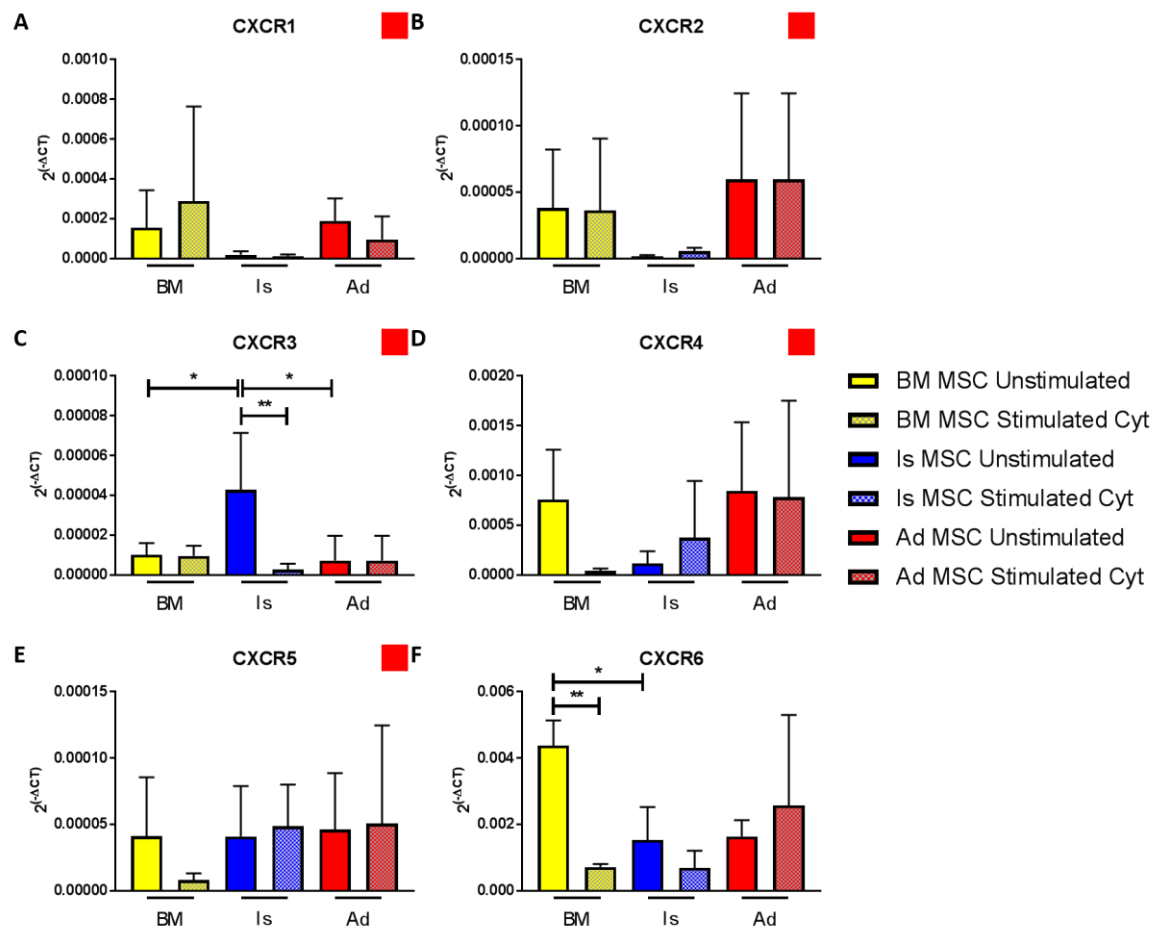 A CXCR1
0.0010
0.0008
0.0006
0.0004
0.0002
0.0000
2(-ΔCT)
BM Is Ad
B CXCR2
0.00015
0.00010
0.00005
0.00000
2(-ΔCT)
BM Is Ad
C CXCR3
0.00010
0.00008
0.00006
0.00004
0.00002
0.00000
2(-ΔCT)
* *
**
BM Is Ad
D CXCR4
0.0020
0.0015
0.0010
0.0005
0.0000
2(-ΔCT)
BM Is Ad
BM MSC Unstimulated
BM MSC Stimulated Cyt
Is MSC Unstimulated
Is MSC Stimulated Cyt
Ad MSC Unstimulated
Ad MSC Stimulated Cyt
E CXCR5
0.00015
0.00010
0.00005
0.00000
2(-ΔCT)
BM Is Ad
F CXCR6
0.006
0.004
0.002
0.000
2(-ΔCT)
*
**
BM Is Ad